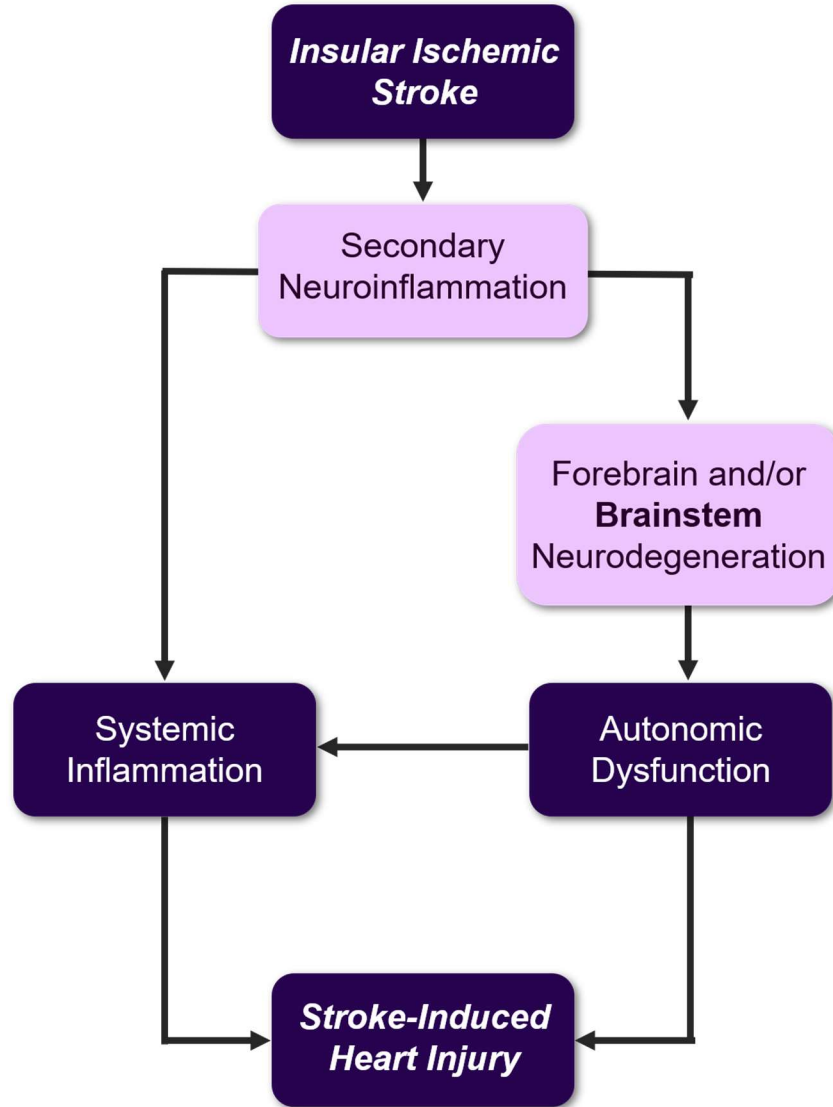 Insular Ischemic
Stroke
Secondary
Neuroinflammation
Forebrain and/or
Brainstem
Neurodegeneration
Systemic
Inflammation
Autonomic
Dysfunction
Stroke-Induced
Heart Injury